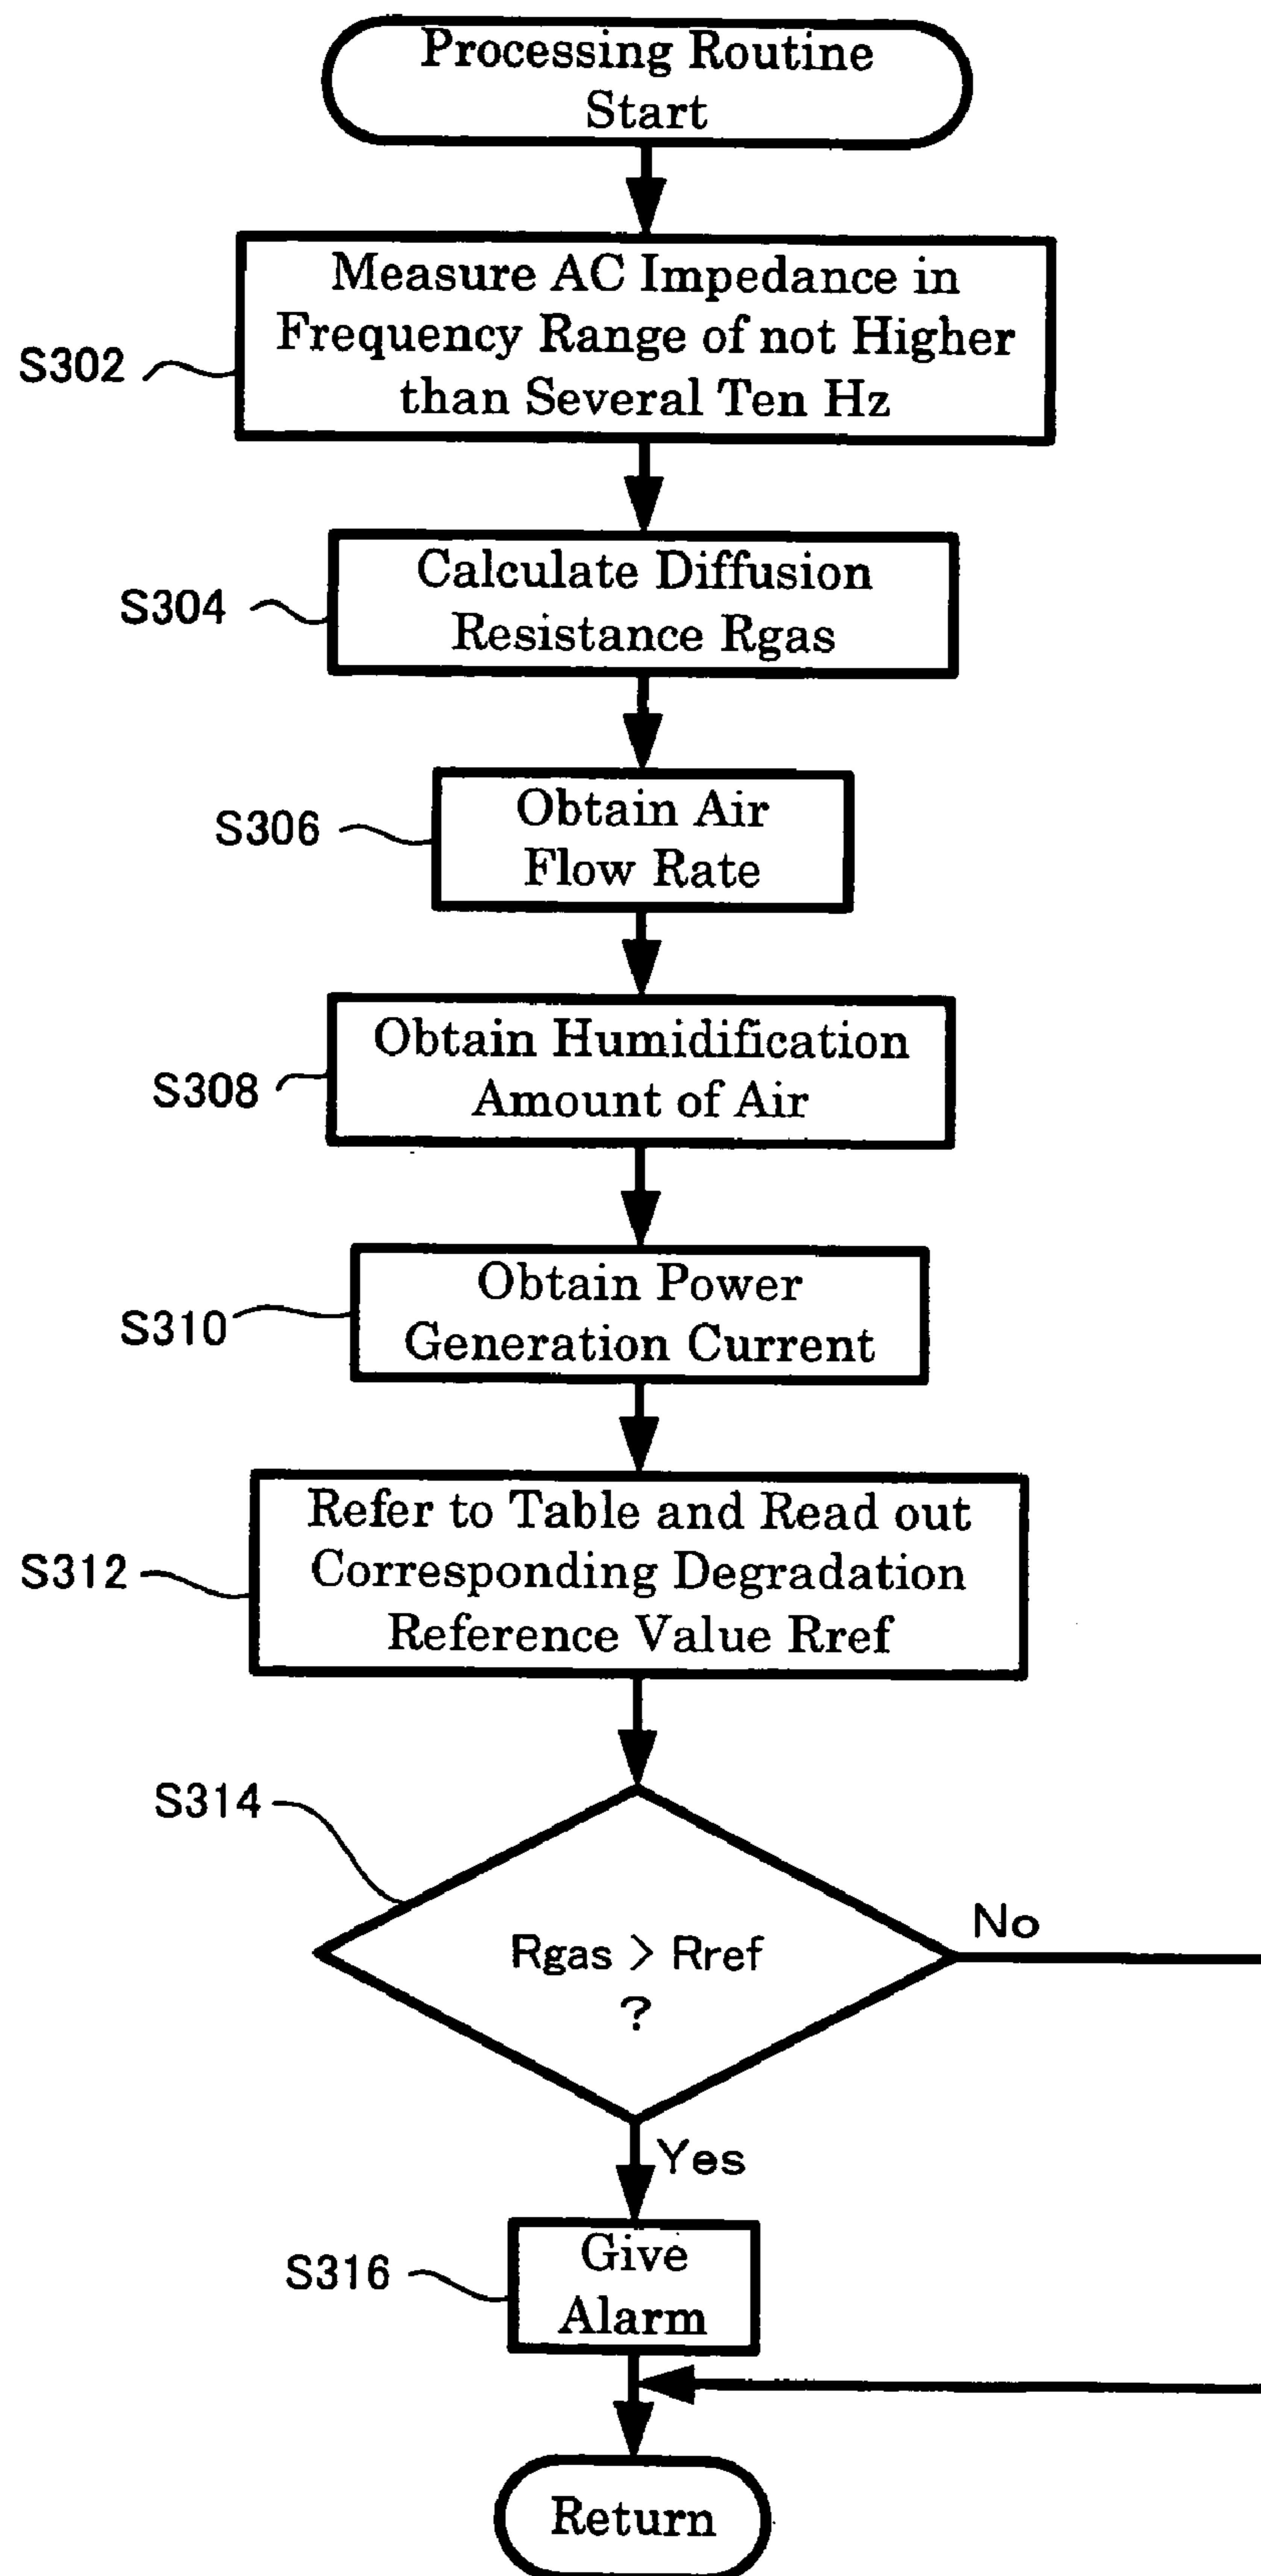 Processing Routine
Start
Measure AC Impedance in
Frequency Range of not Higher
than Several Ten Hz
S302
Calculate Diffusion
Resistance Rgas
S304
Obtain Air
Flow Rate
S306
Obtain Humidification
Amount of Air
S308
Obtain Power
Generation Current
S310
Refer to Table and Read out
Corresponding Degradation
Reference Value Rref
S312
S314
Rgas > Rref
?
No
Yes
Give
Alarm
S316
Return